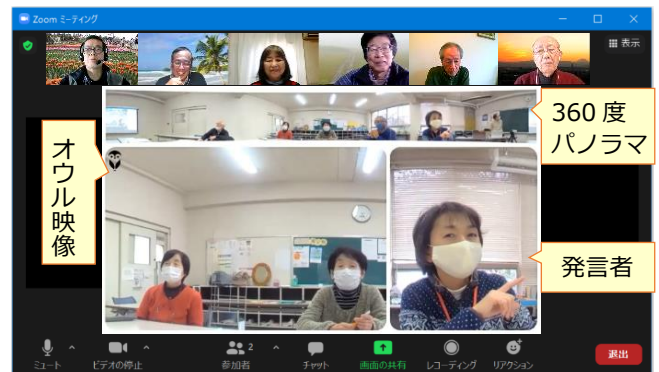 Zoom ミーティング
表示
360 度
パノラマ
オウル映像
発言者
ミュート
ビデオの停止
2
参加者
チャット
画面の共有
レコーディング
リアクション
退出